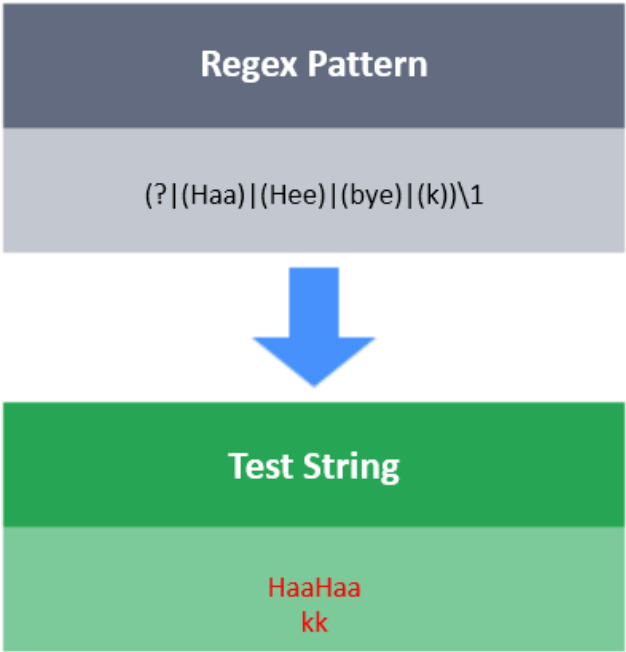 Regex Pattern
(?|(Haa)|(Hee)|(bye)|(k))\1
Test String
HaaHaa
kk